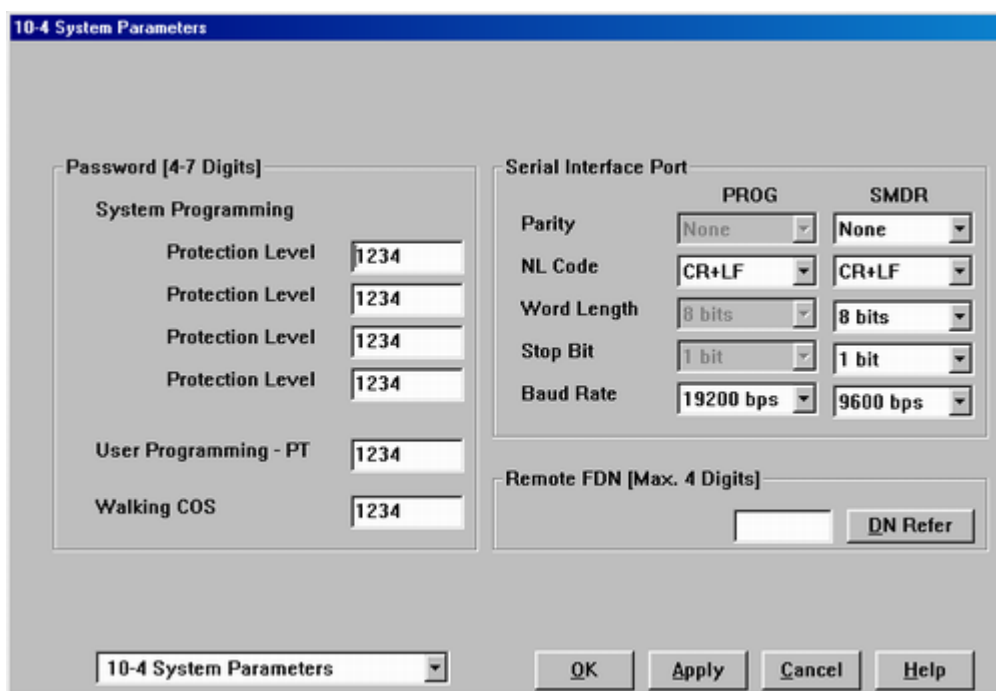 10-4 System Parameters
Password [4-7 Digits]
System Programming
Protection Level 1234
Protection Level 1234
Protection Level 1234
Protection Level 1234
User Programming - PT 1234
Walking COS 1234
Serial Interface Port
PROG SMDR
Parity None None
NL Code CR+LF CR+LF
Word Length 8 bits 8 bits
Stop Bit 1 bit 1 bit
Baud Rate 19200 bps 9600 bps
Remote FDN [Max. 4 Digits]
DN Refer
10-4 System Parameters OK Apply Cancel Help